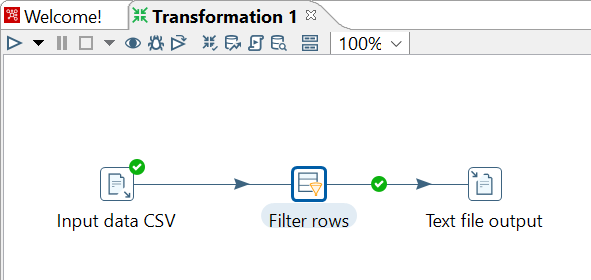 Welcome! Transformation 1
100%
Input data CSV Filter rows Text file output